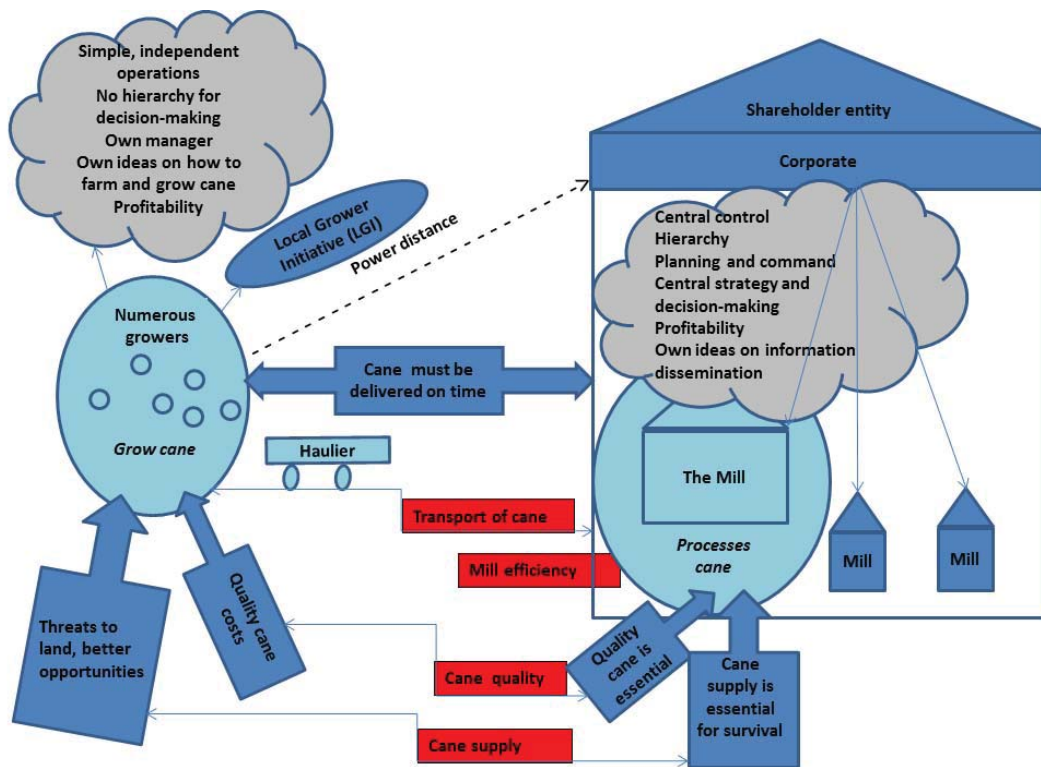 Simple, independent
operations
No hierarchy for
decision-making
Own manager
Own ideas on how to
farm and grow cane
Profitability
Local Grower
Initiative (LGI)
Power distance
Shareholder entity
Corporate
Central control
Hierarchy
Planning and command
Central strategy and
decision-making
Profitability
Own ideas on information
dissemination
Numerous
growers
Grow cane
Cane must be
delivered on time
Haulier
The Mill
Processes
cane
Mill
Mill
Transport of cane
Mill efficiency
Threats to
land, better
opportunities
Quality cane
costs
Cane quality
Quality
cane is
essential
Cane
supply is
essential
for survival
Cane supply